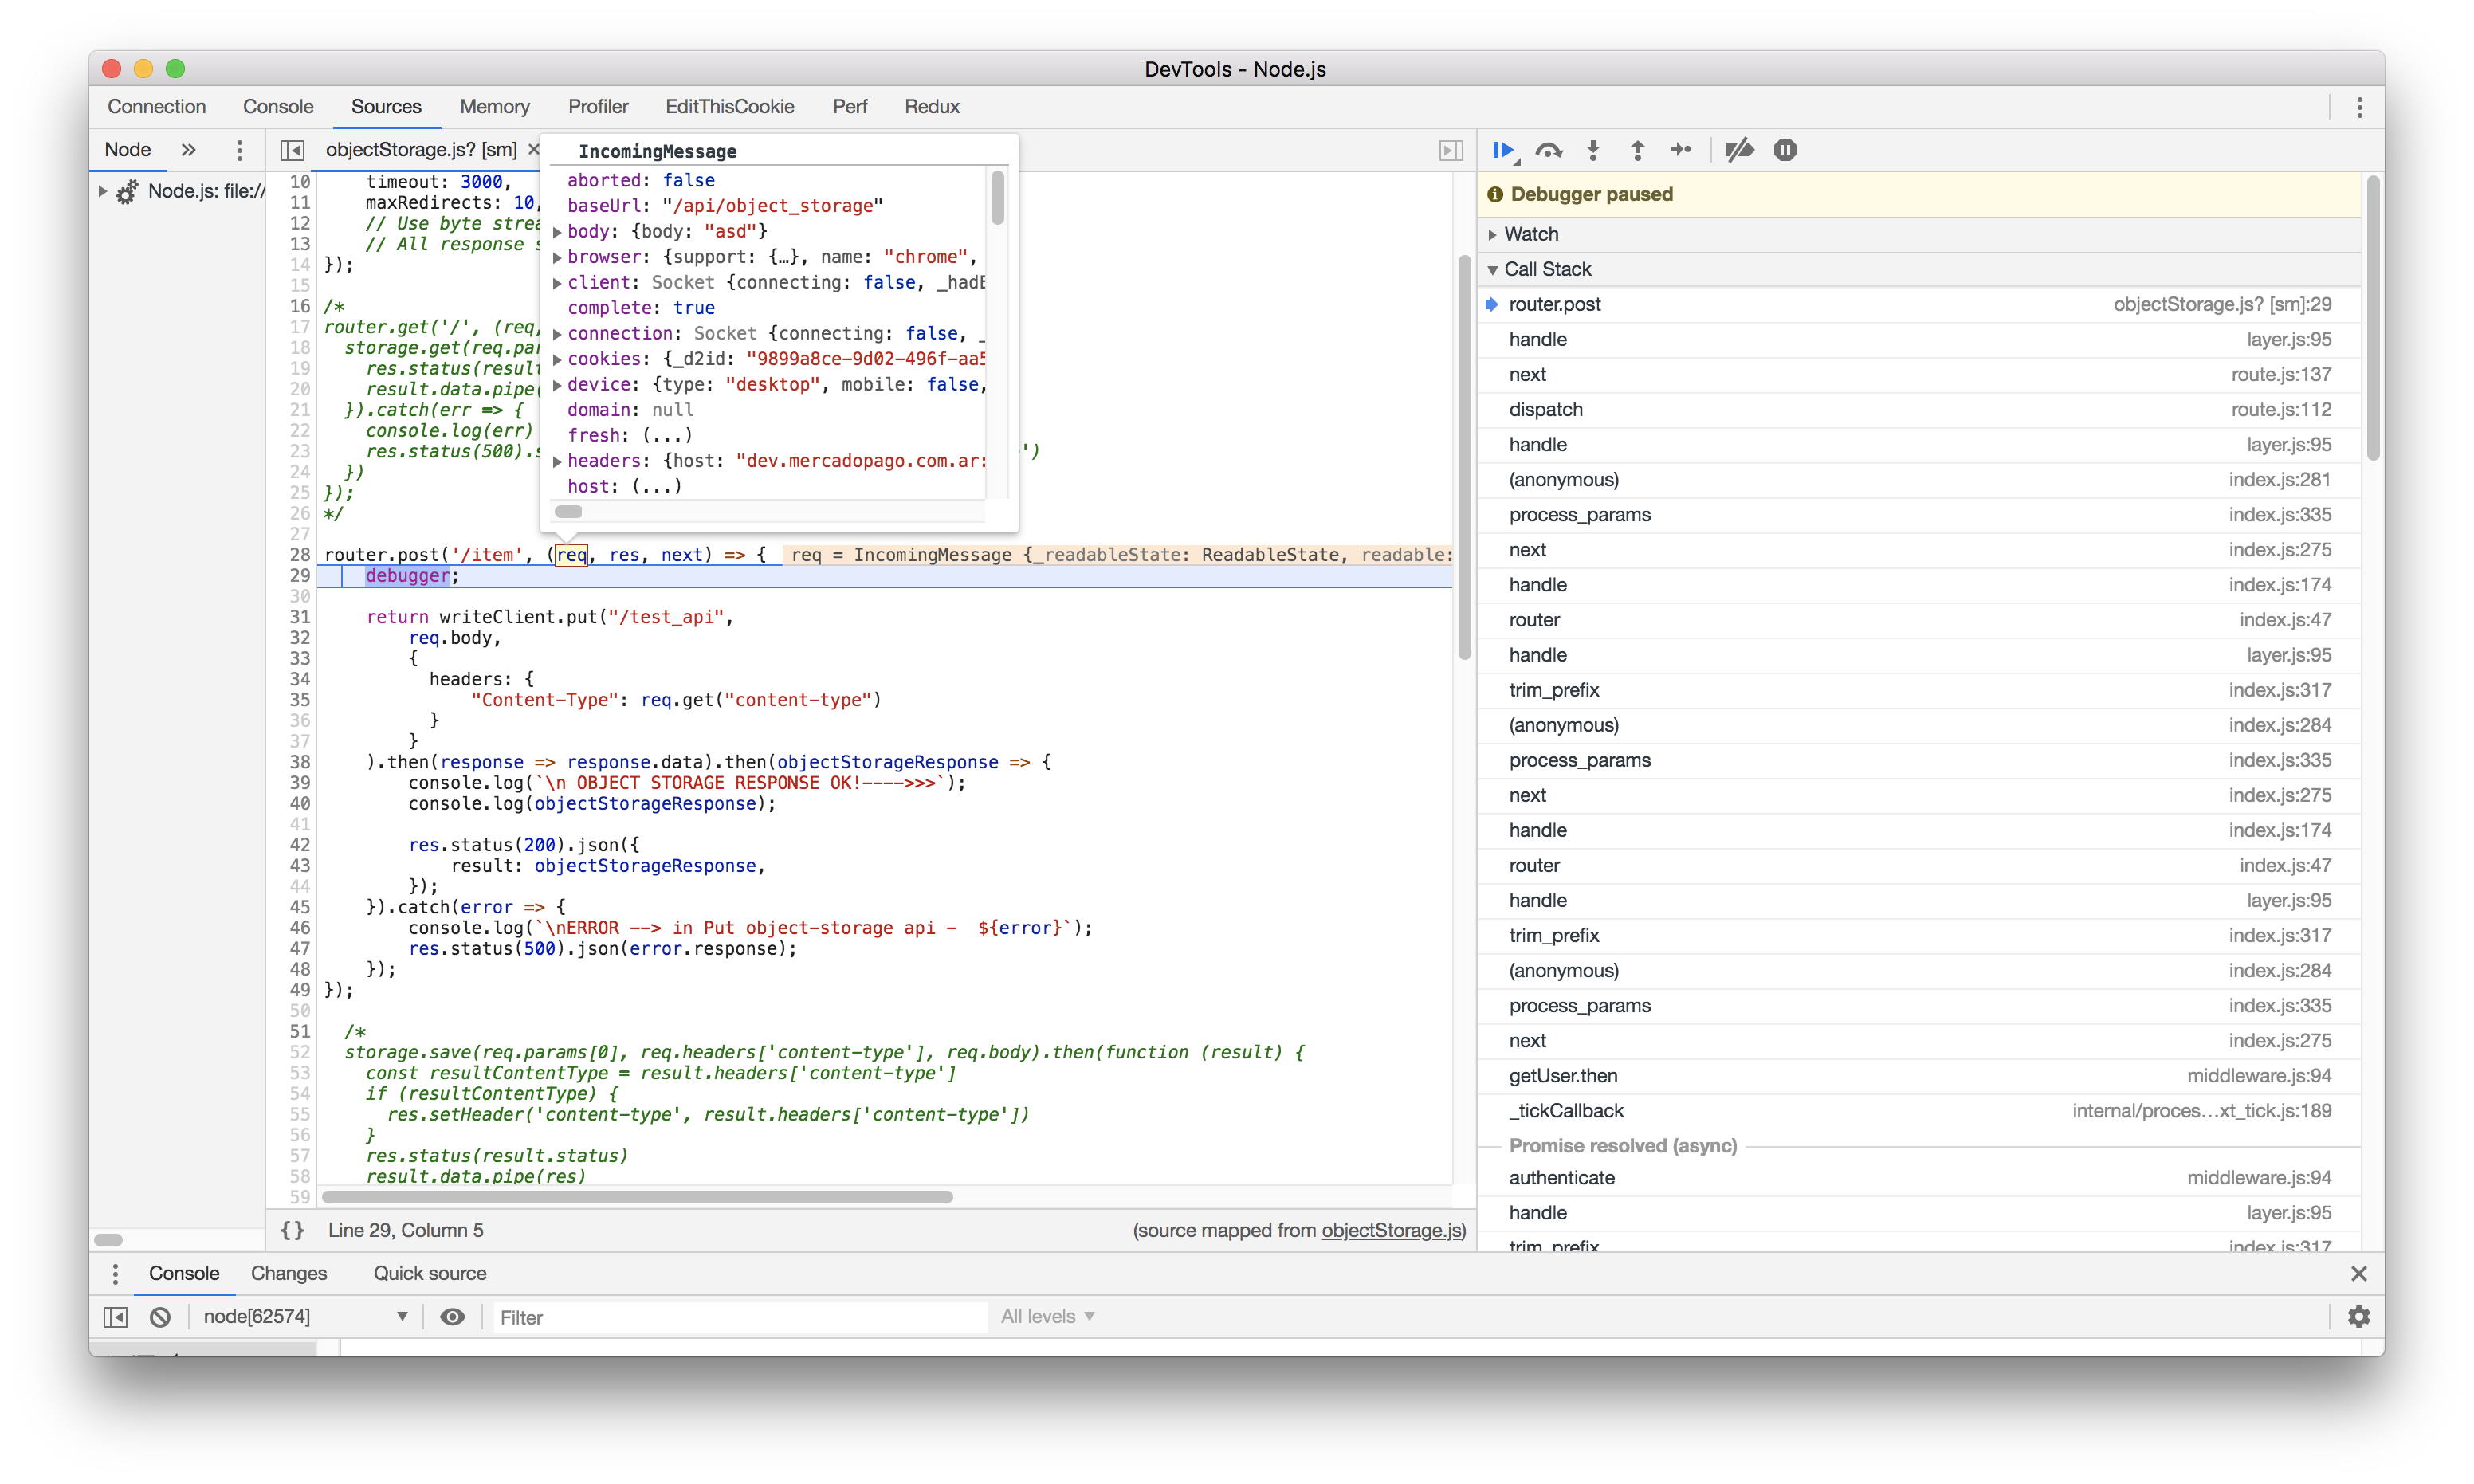 DevTools - Node.js
Connection Console Sources Memory Profiler EditThisCookie Perf Redux
Node » objectStorage.js? [sm] ×
Node.js: file://
10 timeout: 3000,
11 maxRedirects: 10,
12 // Use byte strea
13 // All response s
14 });
15
16 /*
17 router.get('/', (req,
18 storage.get(req.par
19 res.status(result
20 result.data.pipe(
21 }).catch(err => {
22 console.log(err)
23 res.status(500).s ')
24 })
25 });
26 */
27
28 router.post('/item', (req, res, next) => { req = IncomingMessage {_readableState: ReadableState, readable:
29 debugger;
30
31 return writeClient.put("/test_api",
32 req.body,
33 {
34 headers: {
35 "Content-Type": req.get("content-type")
36 }
37 }
38 ).then(response => response.data).then(objectStorageResponse => {
39 console.log(`\n OBJECT STORAGE RESPONSE OK!---->>>`);
40 console.log(objectStorageResponse);
41
42 res.status(200).json({
43 result: objectStorageResponse,
44 });
45 }).catch(error => {
46 console.log(`\nERROR --> in Put object-storage api -  ${error}`);
47 res.status(500).json(error.response);
48 });
49 });
50
51 /*
52 storage.save(req.params[0], req.headers['content-type'], req.body).then(function (result) {
53 const resultContentType = result.headers['content-type']
54 if (resultContentType) {
55 res.setHeader('content-type', result.headers['content-type'])
56 }
57 res.status(result.status)
58 result.data.pipe(res)
59
IncomingMessage
aborted: false
baseUrl: "/api/object_storage"
body: {body: "asd"}
browser: {support: {…}, name: "chrome",
client: Socket {connecting: false, _hadE
complete: true
connection: Socket {connecting: false, _
cookies: {_d2id: "9899a8ce-9d02-496f-aa5
device: {type: "desktop", mobile: false,
domain: null
fresh: (...)
headers: {host: "dev.mercadopago.com.ar:
host: (...)
{} Line 29, Column 5 (source mapped from objectStorage.js)
Debugger paused
Watch
Call Stack
router.post objectStorage.js? [sm]:29
handle layer.js:95
next route.js:137
dispatch route.js:112
handle layer.js:95
(anonymous) index.js:281
process_params index.js:335
next index.js:275
handle index.js:174
router index.js:47
handle layer.js:95
trim_prefix index.js:317
(anonymous) index.js:284
process_params index.js:335
next index.js:275
handle index.js:174
router index.js:47
handle layer.js:95
trim_prefix index.js:317
(anonymous) index.js:284
process_params index.js:335
next index.js:275
getUser.then middleware.js:94
_tickCallback internal/proces…xt_tick.js:189
Promise resolved (async)
authenticate middleware.js:94
handle layer.js:95
trim_prefix index.js:317
Console Changes Quick source
node[62574] Filter All levels